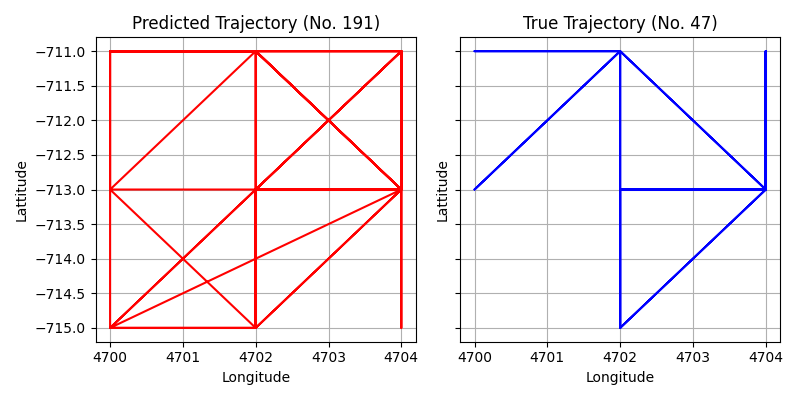 Predicted Trajectory (No. 191)
True Trajectory (No. 47)
Lattitude
−711.0
−711.5
−712.0
−712.5
−713.0
−713.5
−714.0
−714.5
−715.0
4700 4701 4702 4703 4704
Longitude
Lattitude
4700 4701 4702 4703 4704
Longitude